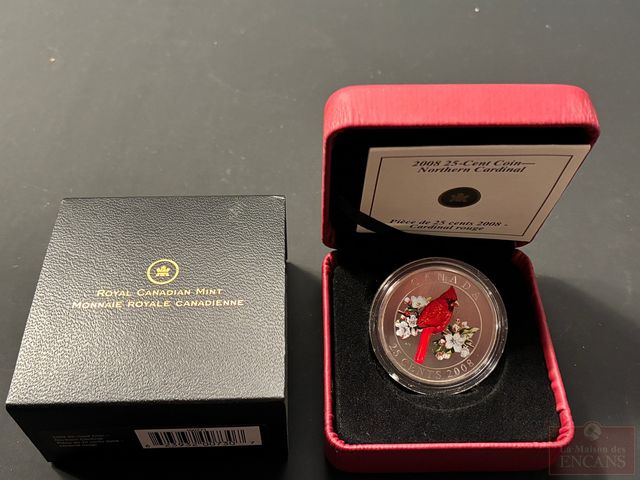 2008 25-Cent Coin—
Northern Cardinal
Pièce de 25 cents 2008 -
Cardinal rouge
CANADA
25 CENTS 2008
ROYAL CANADIAN MINT
MONNAIE ROYALE CANADIENNE
La Maison des
ENCANS